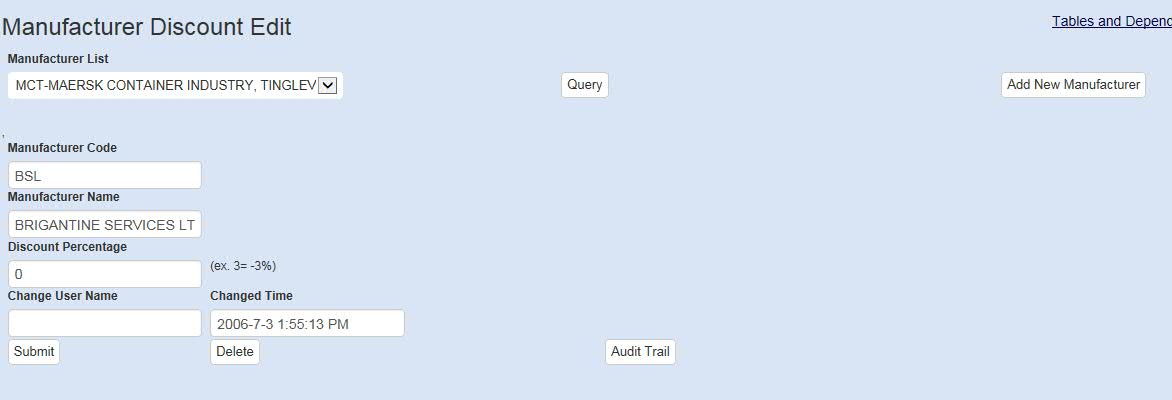 Manufacturer Discount Edit
Tables and Depend
Manufacturer List
MCT-MAERSK CONTAINER INDUSTRY, TINGLEV
Query
Add New Manufacturer
,
Manufacturer Code
BSL
Manufacturer Name
BRIGANTINE SERVICES LT
Discount Percentage
0
(ex. 3= -3%)
Change User Name
Changed Time
2006-7-3 1:55:13 PM
Submit
Delete
Audit Trail